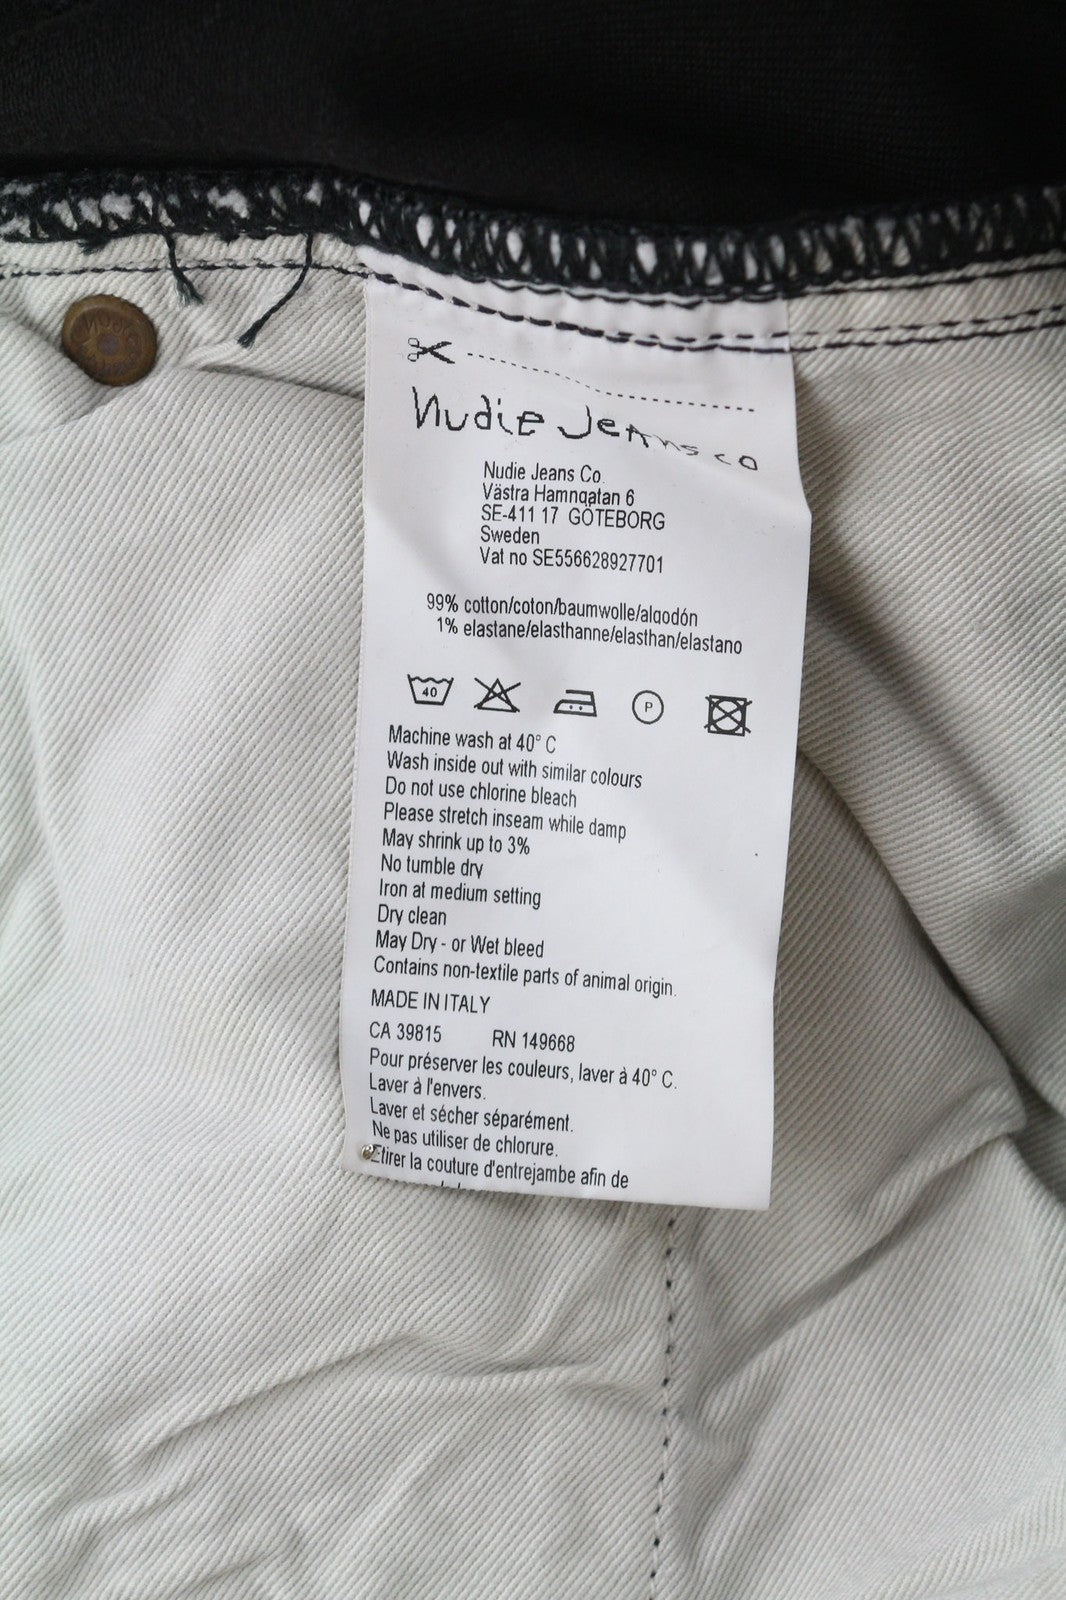 Nudie Jeans co
Nudie Jeans Co.
Västra Hamngatan 6
SE-411 17 GÖTEBORG
Sweden
Vat no SE556628927701
99% cotton/coton/baumwolle/algodón
1% elastane/elasthanne/elasthan/elastano
40 P
Machine wash at 40° C
Wash inside out with similar colours
Do not use chlorine bleach
Please stretch inseam while damp
May shrink up to 3%
No tumble dry
Iron at medium setting
Dry clean
May Dry - or Wet bleed
Contains non-textile parts of animal origin.
MADE IN ITALY
CA 39815 RN 149668
Pour préserver les couleurs, laver à 40° C.
Laver à l'envers.
Laver et sécher séparément.
Ne pas utiliser de chlorure.
Etirer la couture d'entrejambe afin de